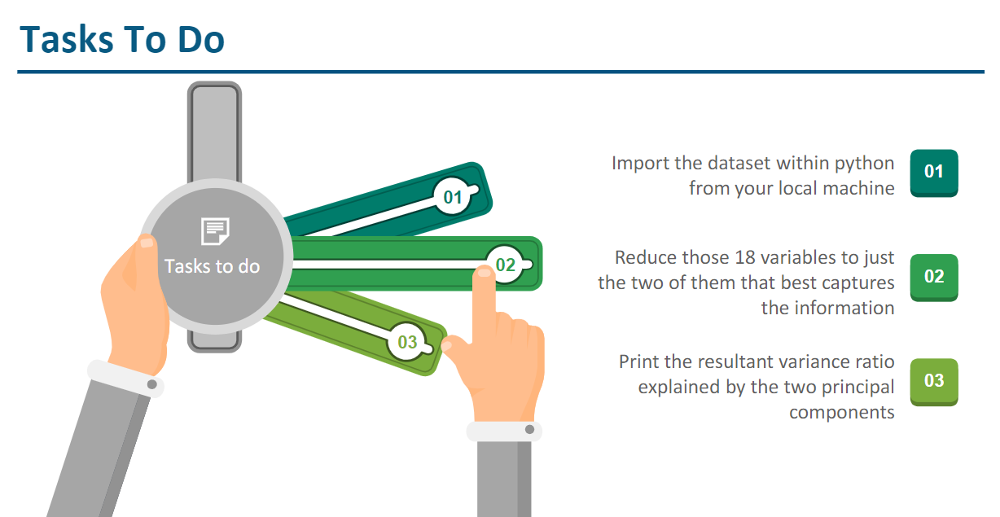 Tasks To Do
Tasks to do
01
02
03
Import the dataset within python
from your local machine
01
Reduce those 18 variables to just
the two of them that best captures
the information
02
Print the resultant variance ratio
explained by the two principal
components
03